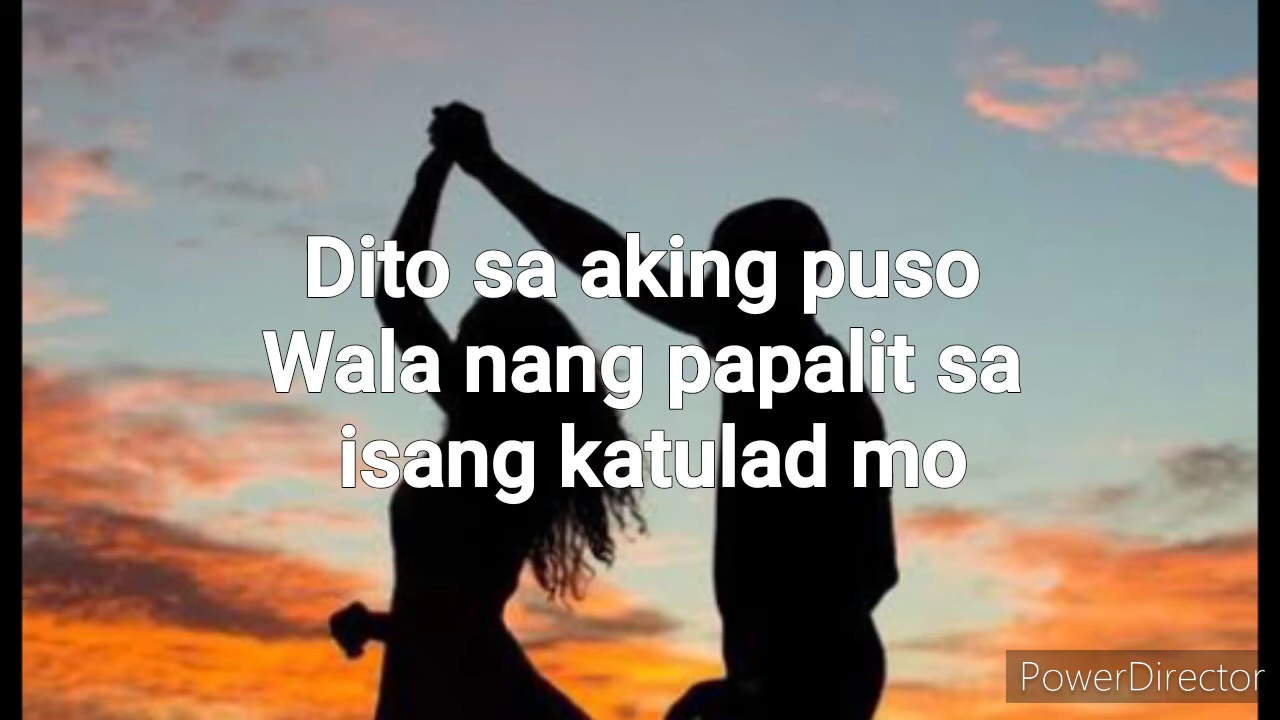 Dito sa aking puso
Wala nang papalit sa
isang katulad mo
PowerDirector